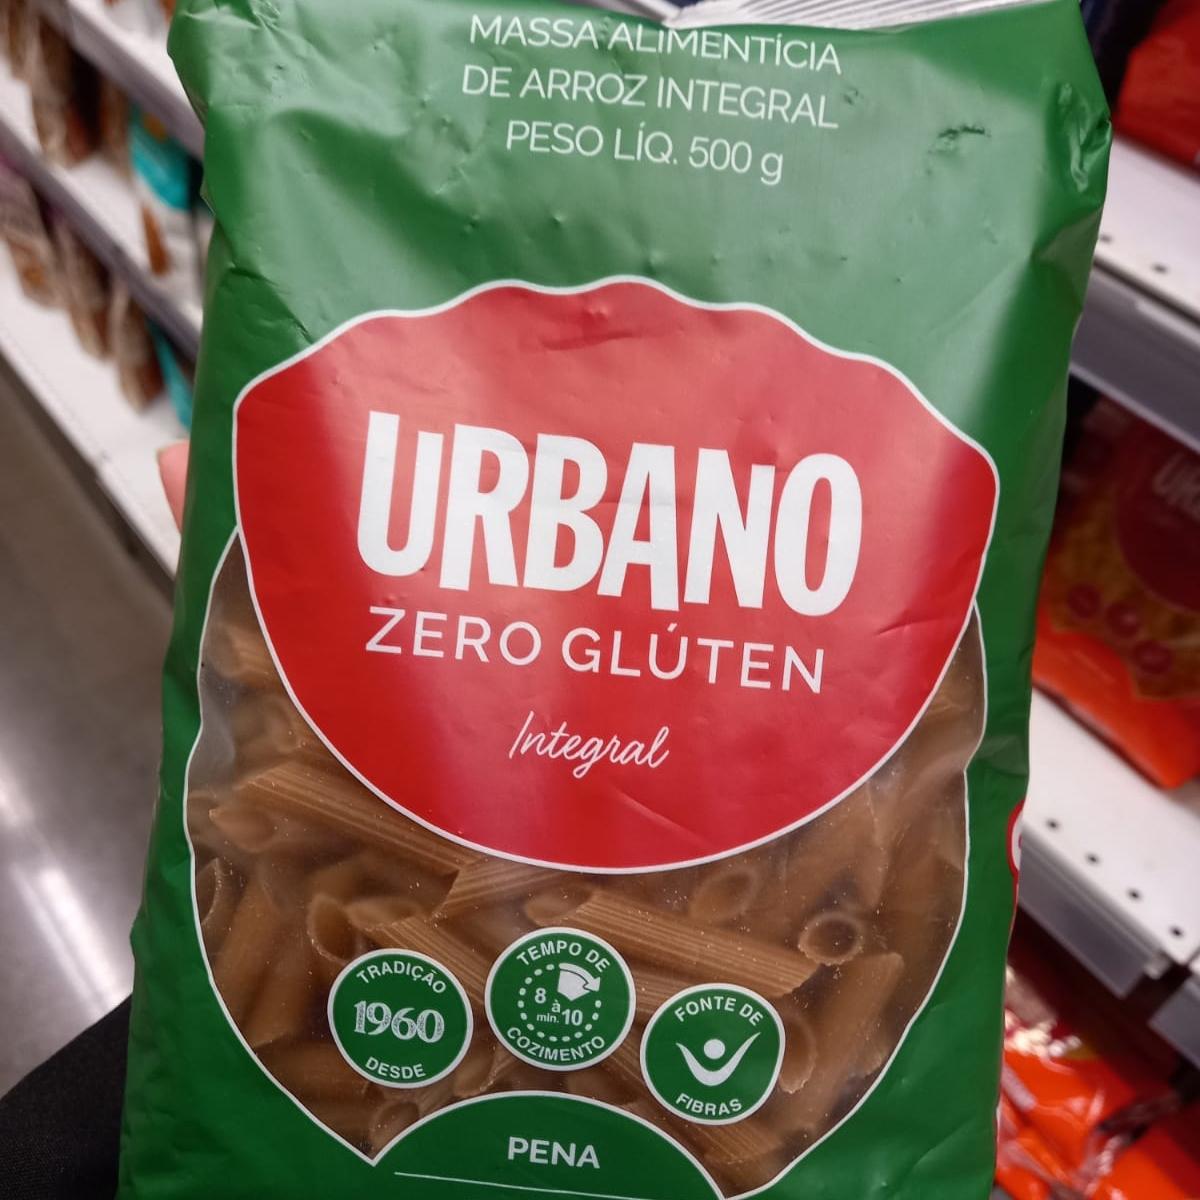 MASSA ALIMENTÍCIA
DE ARROZ INTEGRAL
PESO LÍQ. 500 g
URBANO
ZERO GLÚTEN
Integral
TRADIÇÃO
1960
DESDE
TEMPO DE
8 à 10
min.
COZIMENTO
FONTE DE
FIBRAS
PENA